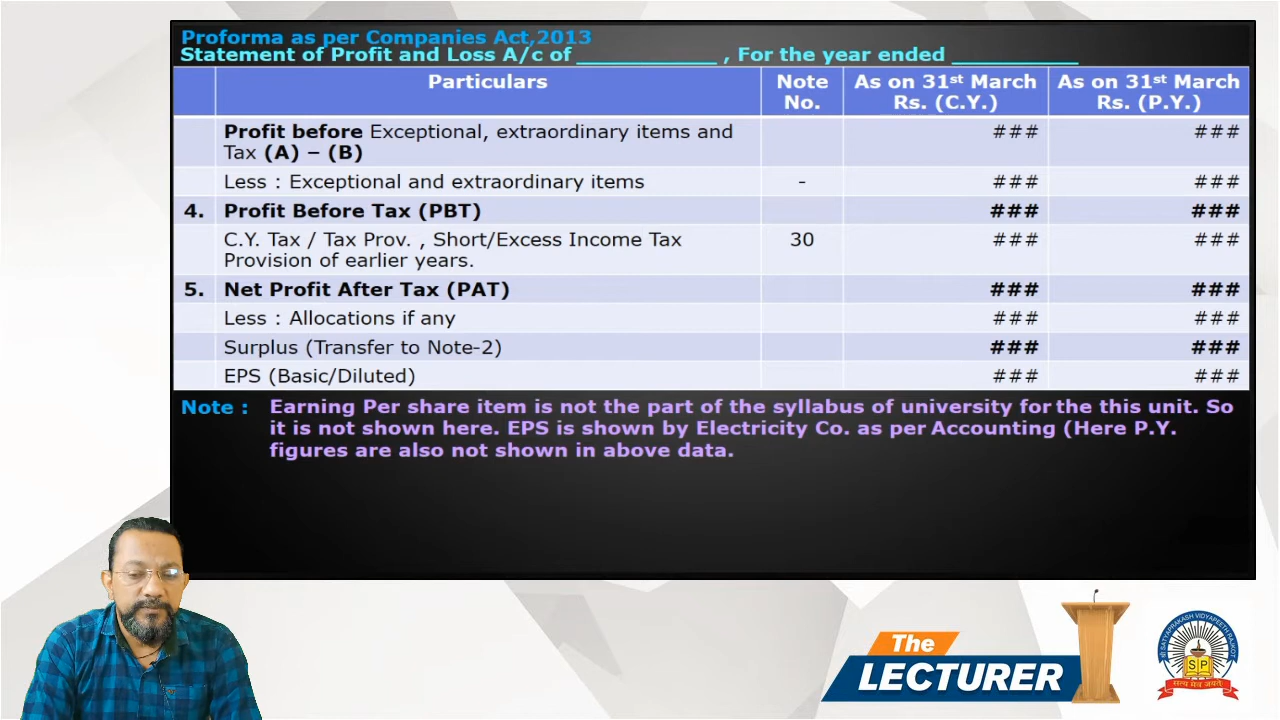 Proforma as per Companies Act,2013
Statement of Profit and Loss A/c of ____________ , For the year ended ___________
Particulars Note No. As on 31st March Rs. (C.Y.) As on 31st March Rs. (P.Y.)
Profit before Exceptional, extraordinary items and ### ###
Tax (A) – (B)
Less : Exceptional and extraordinary items - ### ###
4. Profit Before Tax (PBT) ### ###
C.Y. Tax / Tax Prov. , Short/Excess Income Tax 30 ### ###
Provision of earlier years.
5. Net Profit After Tax (PAT) ### ###
Less : Allocations if any ### ###
Surplus (Transfer to Note-2) ### ###
EPS (Basic/Diluted) ### ###
Note : Earning Per share item is not the part of the syllabus of university for the this unit. So
it is not shown here. EPS is shown by Electricity Co. as per Accounting (Here P.Y.
figures are also not shown in above data.
The
LECTURER
SP
सत्य मेव जयते